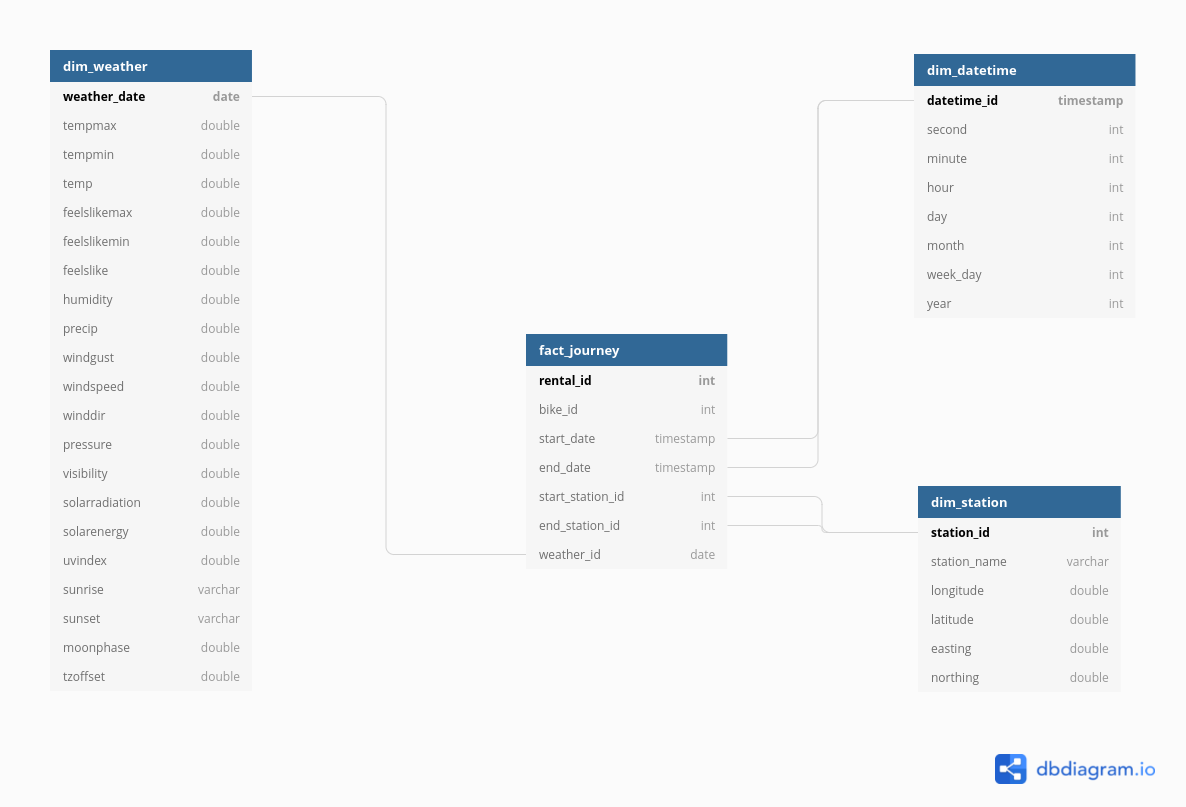 dim_weather
weather_date date
tempmax double
tempmin double
temp double
feelslikemax double
feelslikemin double
feelslike double
humidity double
precip double
windgust double
windspeed double
winddir double
pressure double
visibility double
solarradiation double
solarenergy double
uvindex double
sunrise varchar
sunset varchar
moonphase double
tzoffset double
fact_journey
rental_id int
bike_id int
start_date timestamp
end_date timestamp
start_station_id int
end_station_id int
weather_id date
dim_datetime
datetime_id timestamp
second int
minute int
hour int
day int
month int
week_day int
year int
dim_station
station_id int
station_name varchar
longitude double
latitude double
easting double
northing double
dbdiagram.io